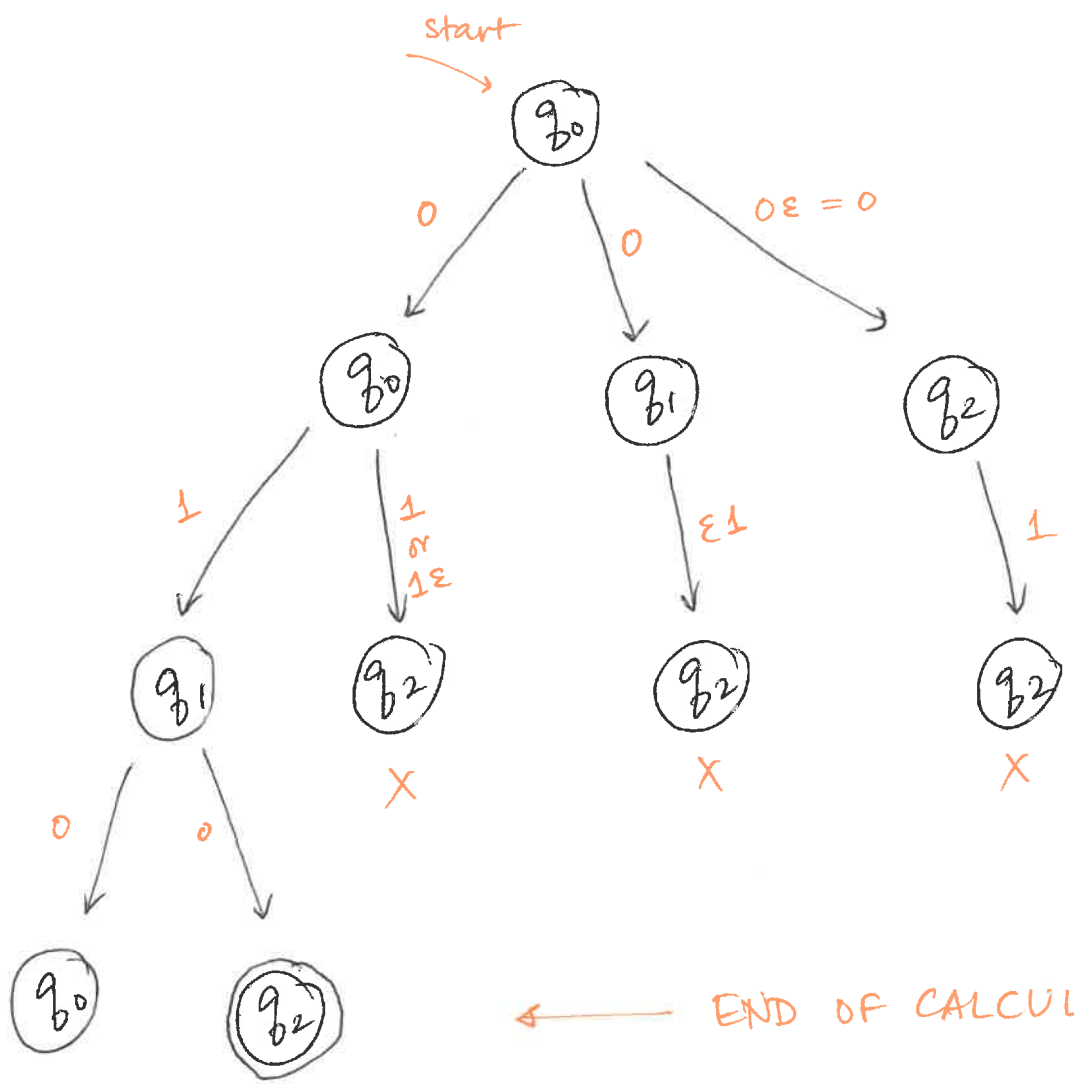 start
q0
0
0
0ε = 0
q0
q1
q2
1
1
or
1ε
ε1
1
q1
q2
q2
q2
X
X
X
0
0
q0
q2
END OF CALCUL